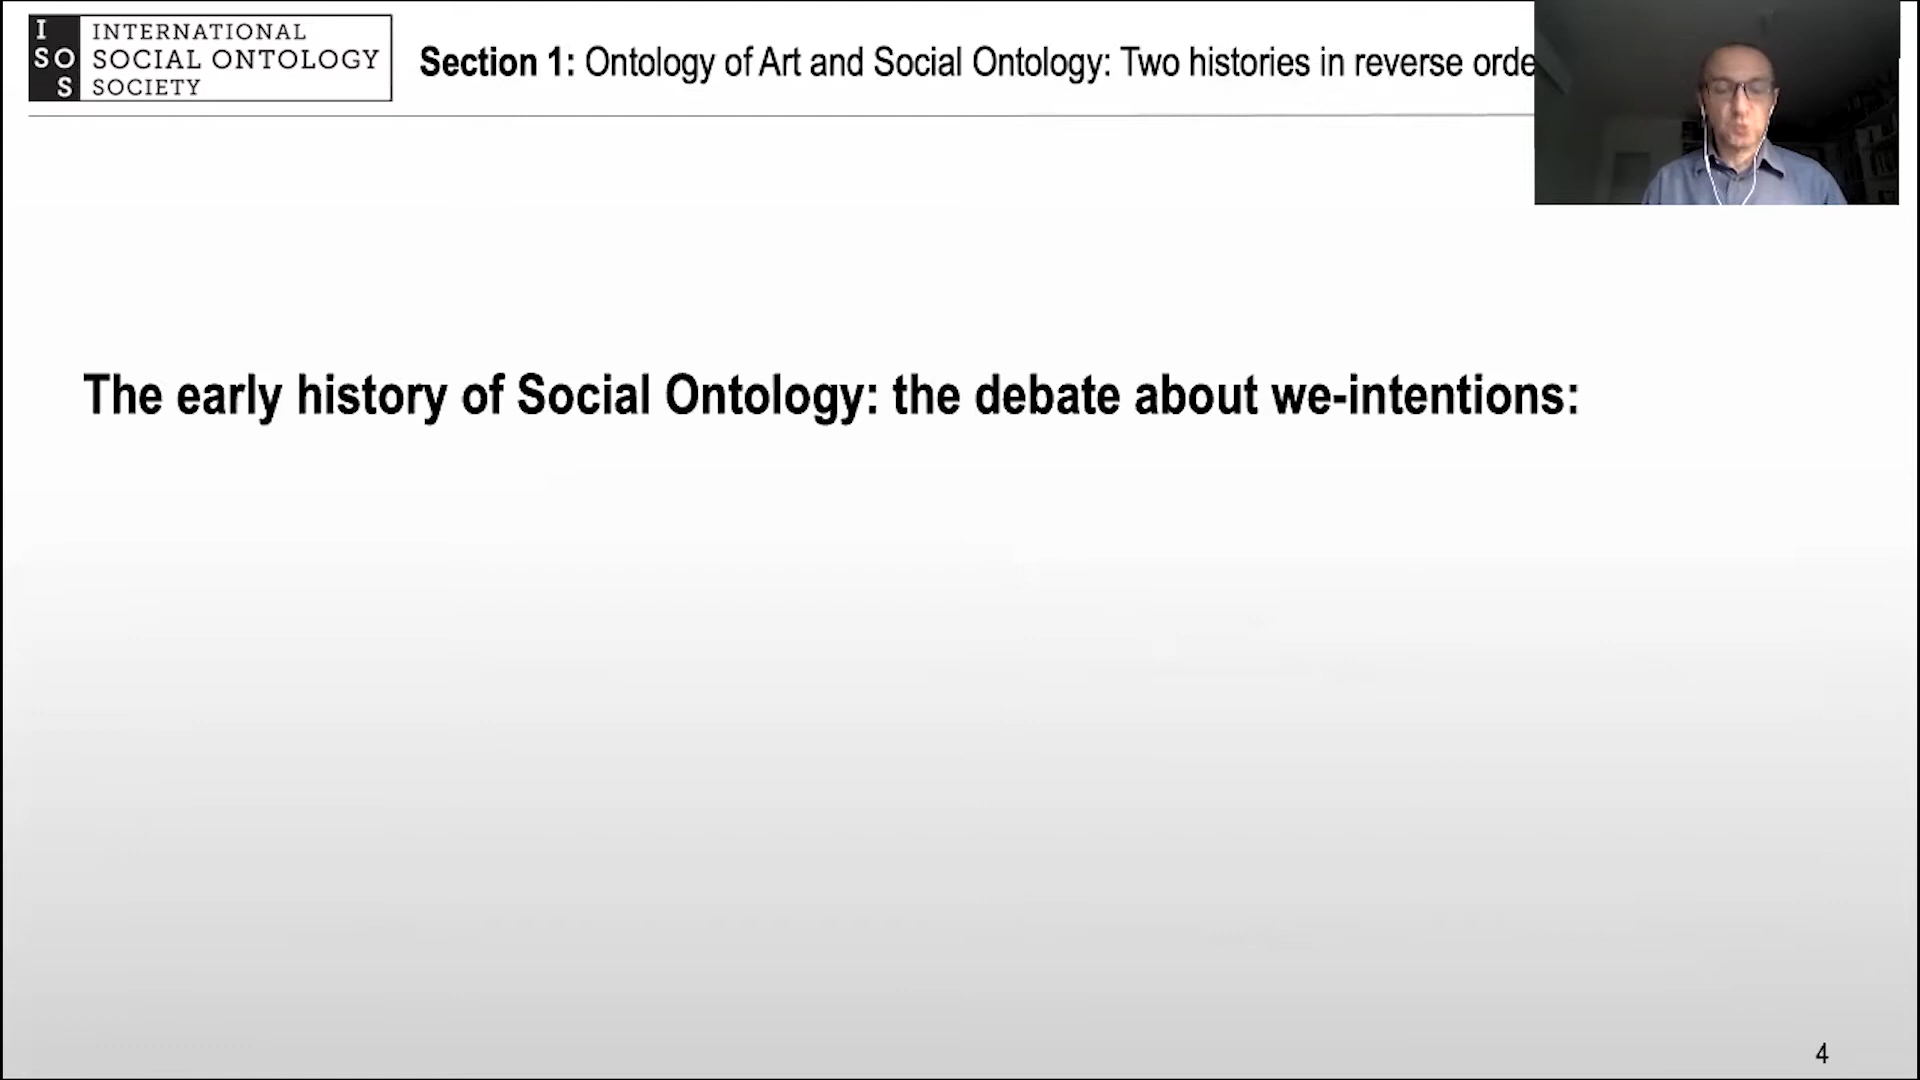 I
SO
S
INTERNATIONAL
SOCIAL ONTOLOGY
SOCIETY
Section 1: Ontology of Art and Social Ontology: Two histories in reverse orde
The early history of Social Ontology: the debate about we-intentions:
4